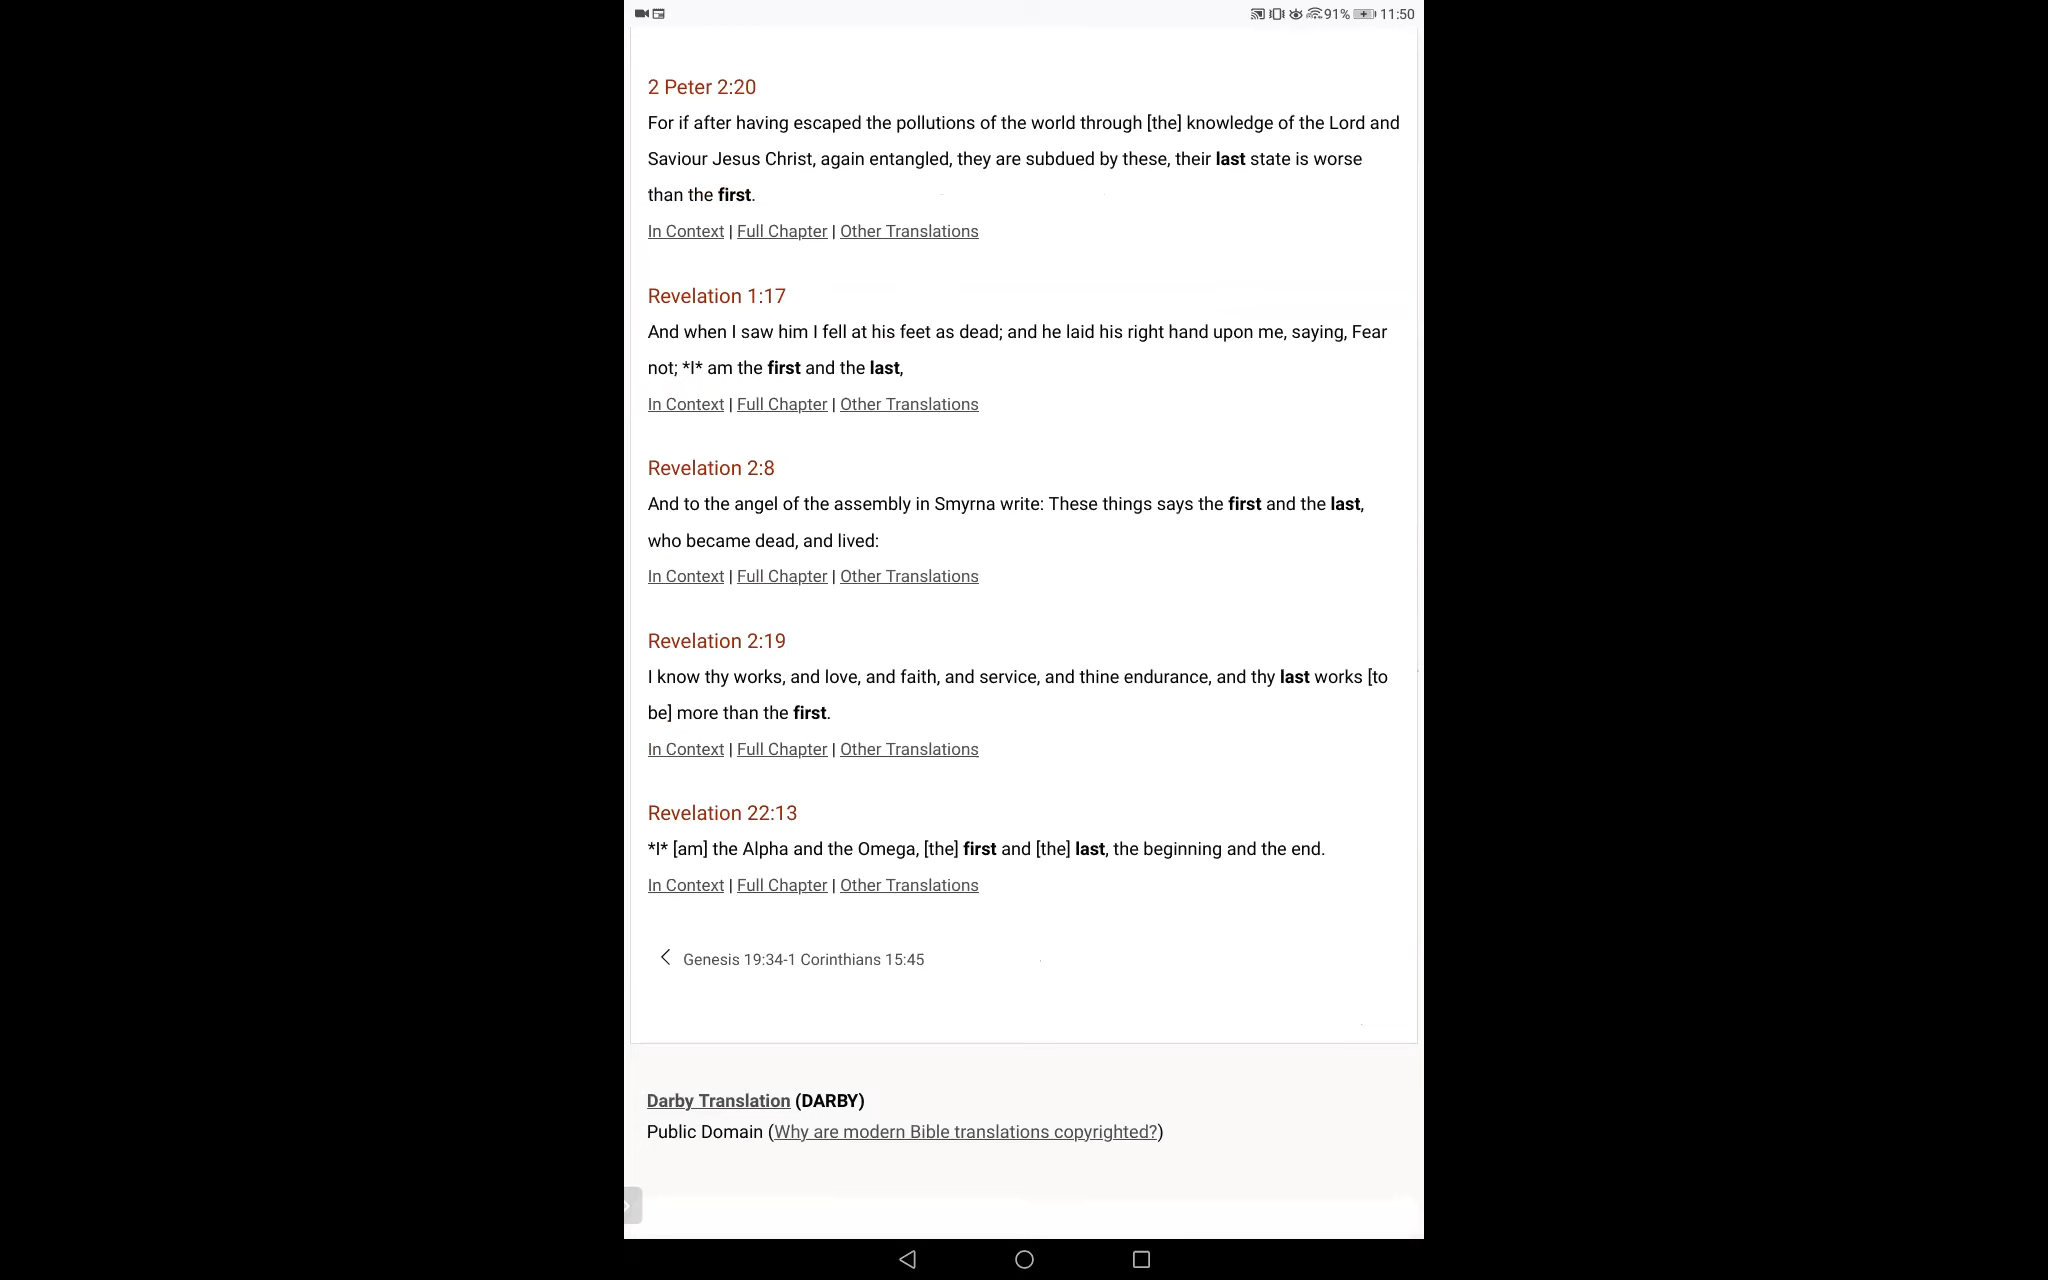 91% 11:50
2 Peter 2:20
For if after having escaped the pollutions of the world through [the] knowledge of the Lord and
Saviour Jesus Christ, again entangled, they are subdued by these, their last state is worse
than the first.
In Context | Full Chapter | Other Translations
Revelation 1:17
And when I saw him I fell at his feet as dead; and he laid his right hand upon me, saying, Fear
not; *I* am the first and the last,
In Context | Full Chapter | Other Translations
Revelation 2:8
And to the angel of the assembly in Smyrna write: These things says the first and the last,
who became dead, and lived:
In Context | Full Chapter | Other Translations
Revelation 2:19
I know thy works, and love, and faith, and service, and thine endurance, and thy last works [to
be] more than the first.
In Context | Full Chapter | Other Translations
Revelation 22:13
*I* [am] the Alpha and the Omega, [the] first and [the] last, the beginning and the end.
In Context | Full Chapter | Other Translations
Genesis 19:34-1 Corinthians 15:45
Darby Translation (DARBY)
Public Domain (Why are modern Bible translations copyrighted?)